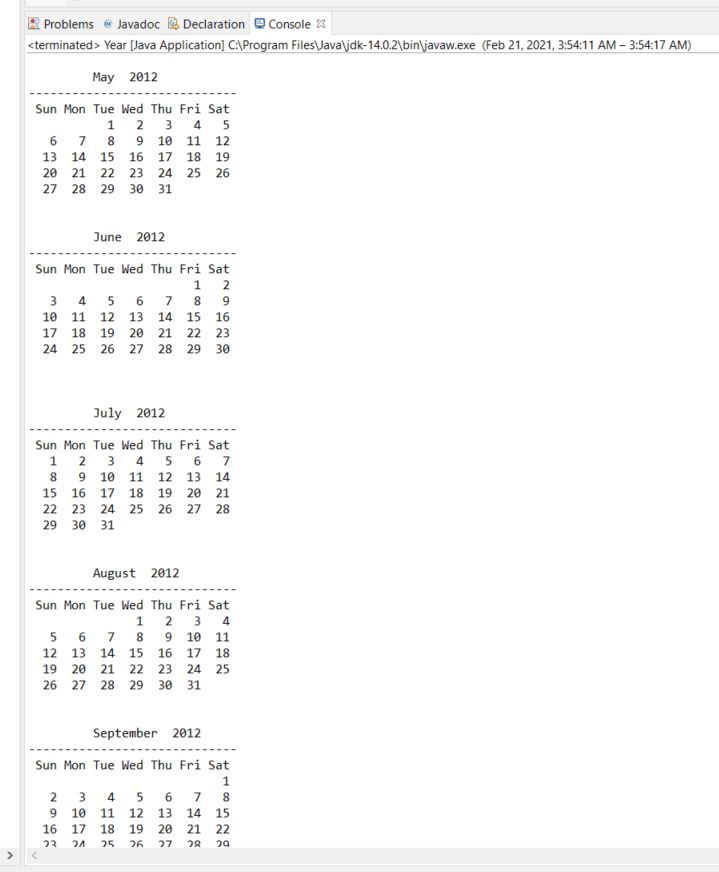 Problems @ Javadoc Declaration Console
<terminated> Year [Java Application] C:\Program Files\Java\jdk-14.0.2\bin\javaw.exe (Feb 21, 2021, 3:54:11 AM – 3:54:17 AM)
May 2012
-----------------------------
Sun Mon Tue Wed Thu Fri Sat
1 2 3 4 5
6 7 8 9 10 11 12
13 14 15 16 17 18 19
20 21 22 23 24 25 26
27 28 29 30 31
June 2012
-----------------------------
Sun Mon Tue Wed Thu Fri Sat
1 2
3 4 5 6 7 8 9
10 11 12 13 14 15 16
17 18 19 20 21 22 23
24 25 26 27 28 29 30
July 2012
-----------------------------
Sun Mon Tue Wed Thu Fri Sat
1 2 3 4 5 6 7
8 9 10 11 12 13 14
15 16 17 18 19 20 21
22 23 24 25 26 27 28
29 30 31
August 2012
-----------------------------
Sun Mon Tue Wed Thu Fri Sat
1 2 3 4
5 6 7 8 9 10 11
12 13 14 15 16 17 18
19 20 21 22 23 24 25
26 27 28 29 30 31
September 2012
-----------------------------
Sun Mon Tue Wed Thu Fri Sat
1
2 3 4 5 6 7 8
9 10 11 12 13 14 15
16 17 18 19 20 21 22
23 24 25 26 27 28 29